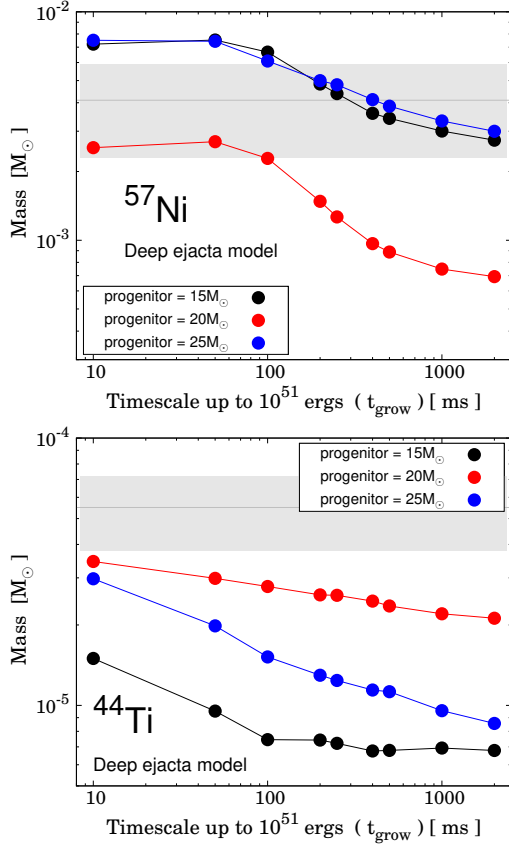 10⁻²
10⁻³
Mass [M☉]
⁵⁷Ni
Deep ejacta model
progenitor = 15M☉
progenitor = 20M☉
progenitor = 25M☉
10 100 1000
Timescale up to 10⁵¹ ergs ( t_grow ) [ ms ]
10⁻⁴
10⁻⁵
Mass [M☉]
progenitor = 15M☉
progenitor = 20M☉
progenitor = 25M☉
⁴⁴Ti
Deep ejacta model
10 100 1000
Timescale up to 10⁵¹ ergs ( t_grow ) [ ms ]